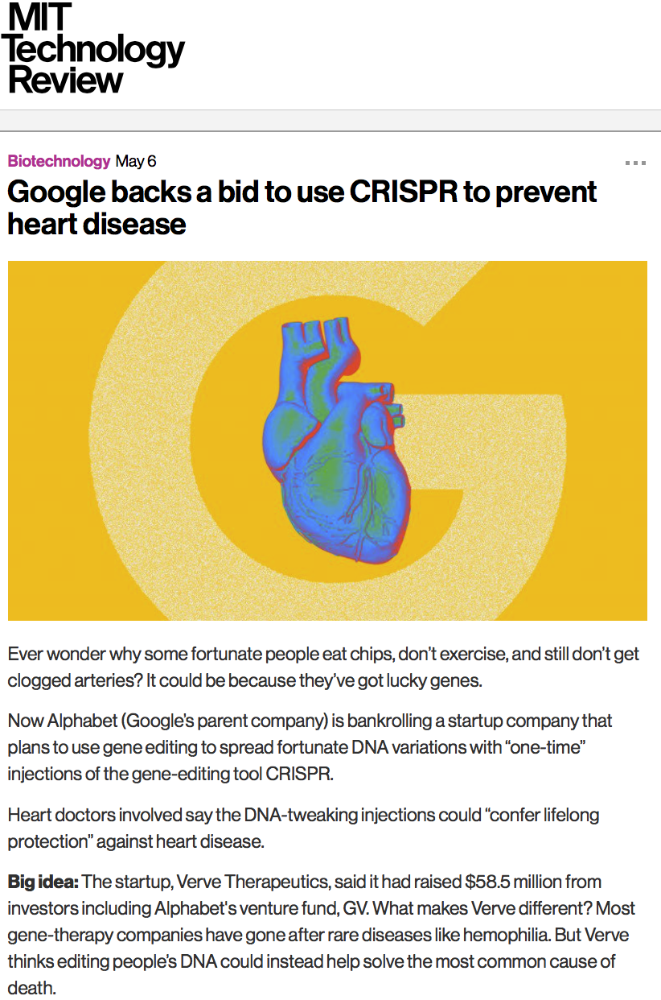 MIT
Technology
Review
Biotechnology May 6
Google backs a bid to use CRISPR to prevent
heart disease
G
Ever wonder why some fortunate people eat chips, don’t exercise, and still don’t get
clogged arteries? It could be because they’ve got lucky genes.
Now Alphabet (Google’s parent company) is bankrolling a startup company that
plans to use gene editing to spread fortunate DNA variations with “one-time”
injections of the gene-editing tool CRISPR.
Heart doctors involved say the DNA-tweaking injections could “confer lifelong
protection” against heart disease.
Big idea: The startup, Verve Therapeutics, said it had raised $58.5 million from
investors including Alphabet's venture fund, GV. What makes Verve different? Most
gene-therapy companies have gone after rare diseases like hemophilia. But Verve
thinks editing people’s DNA could instead help solve the most common cause of
death.